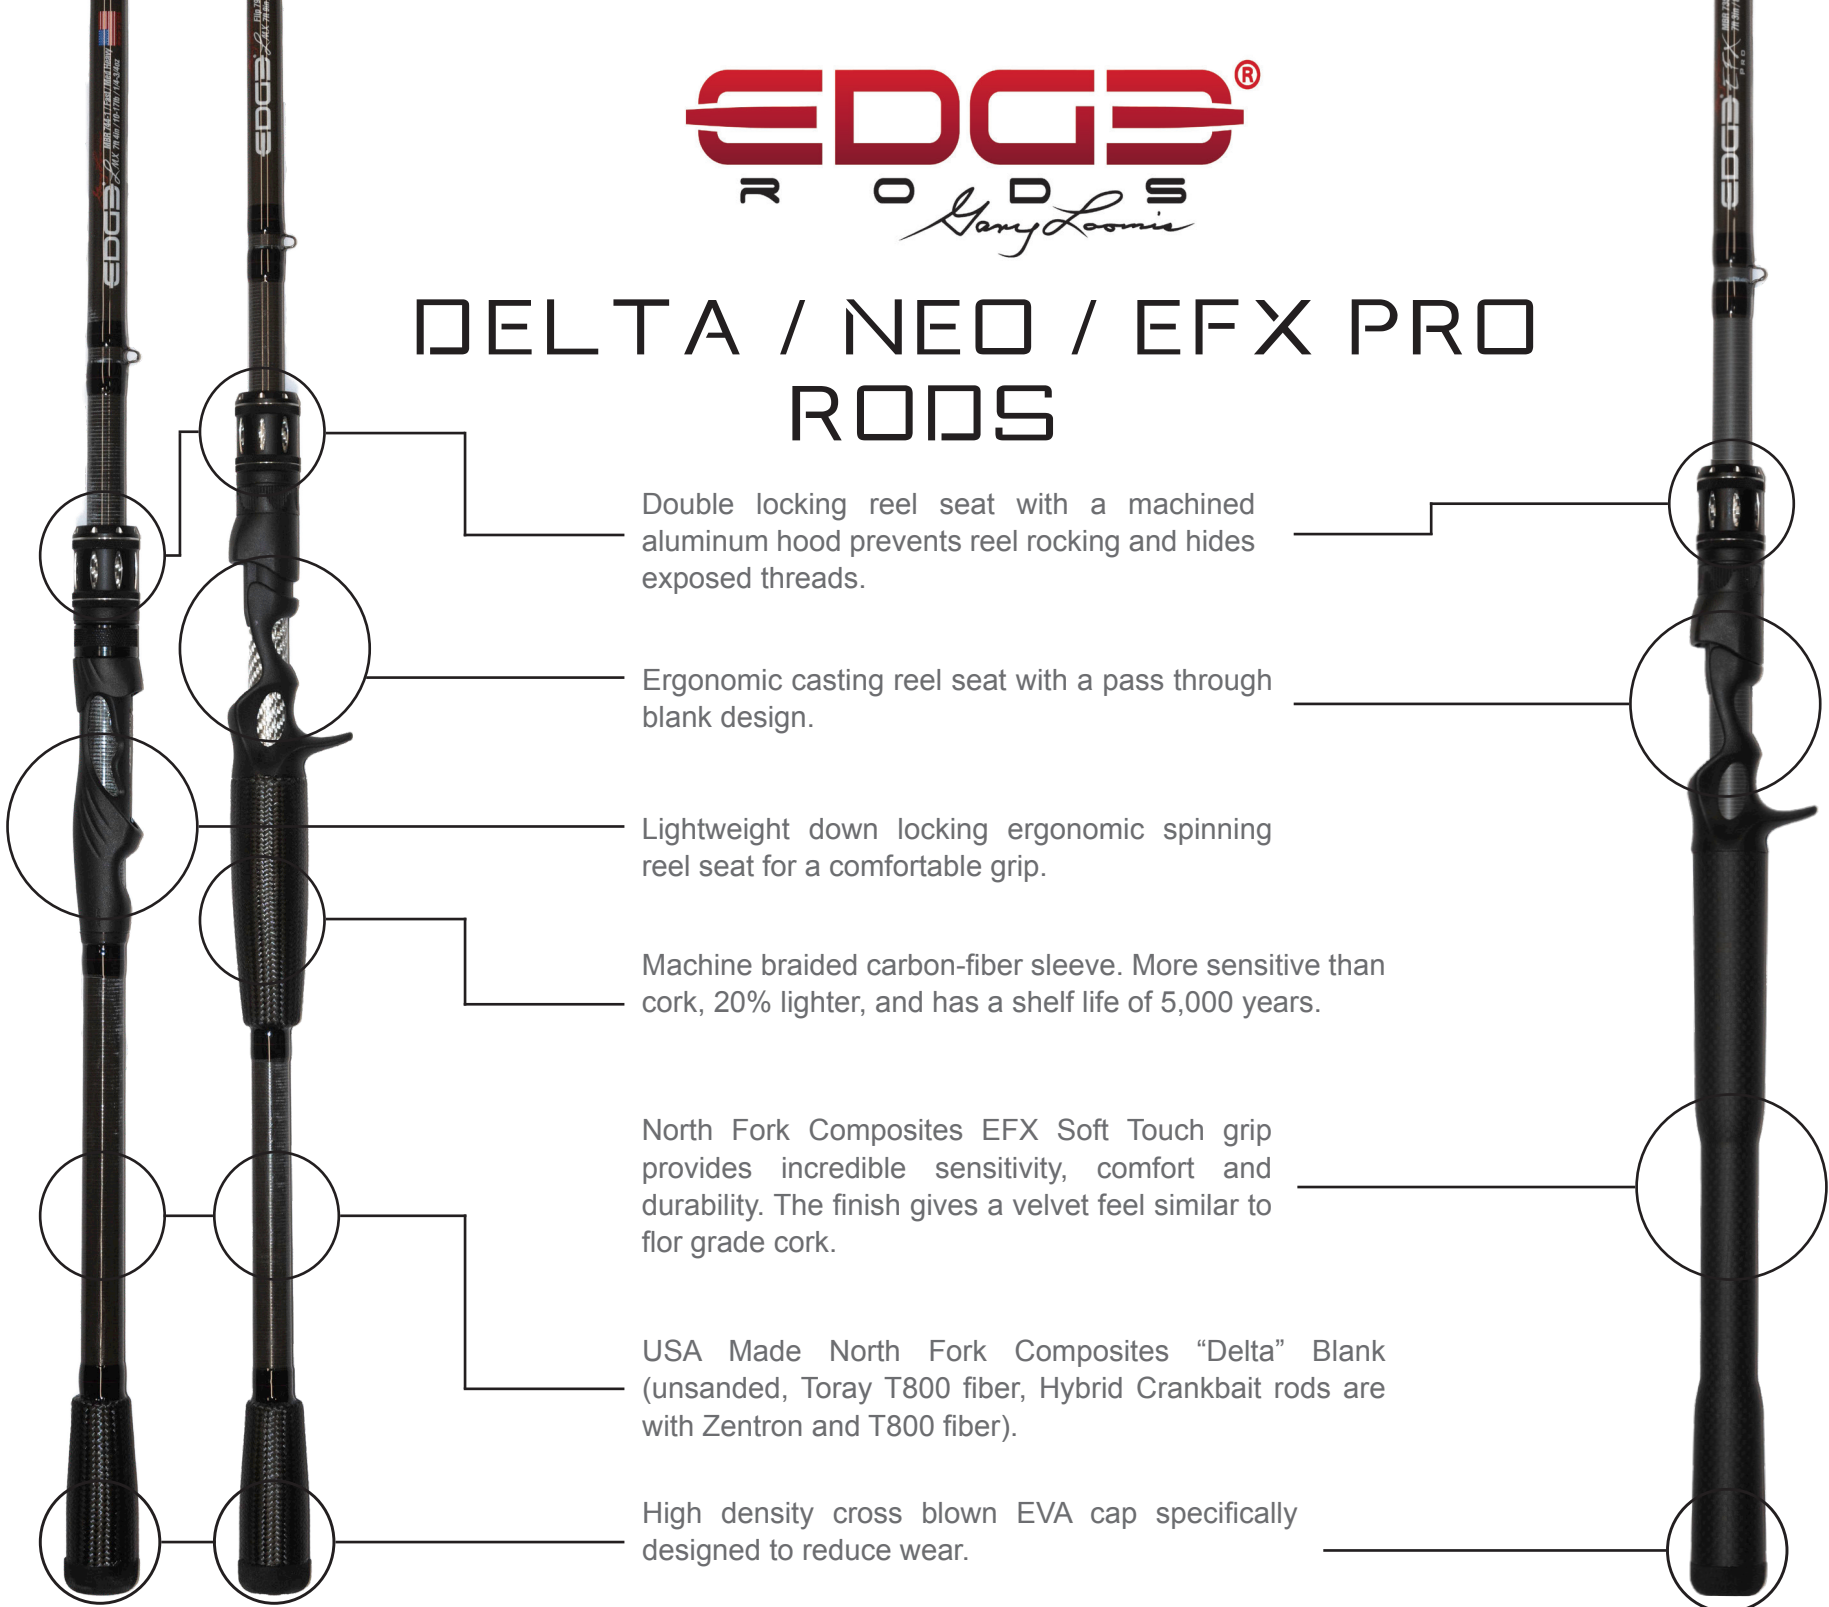 EDGE®
RODS
Gary Loomis
DELTA / NEO / EFX PRO
RODS
Double locking reel seat with a machined
aluminum hood prevents reel rocking and hides
exposed threads.
Ergonomic casting reel seat with a pass through
blank design.
Lightweight down locking ergonomic spinning
reel seat for a comfortable grip.
Machine braided carbon-fiber sleeve. More sensitive than
cork, 20% lighter, and has a shelf life of 5,000 years.
North Fork Composites EFX Soft Touch grip
provides incredible sensitivity, comfort and
durability. The finish gives a velvet feel similar to
flor grade cork.
USA Made North Fork Composites “Delta” Blank
(unsanded, Toray T800 fiber, Hybrid Crankbait rods are
with Zentron and T800 fiber).
High density cross blown EVA cap specifically
designed to reduce wear.
EDGE
EDGE
EDGE
PRO